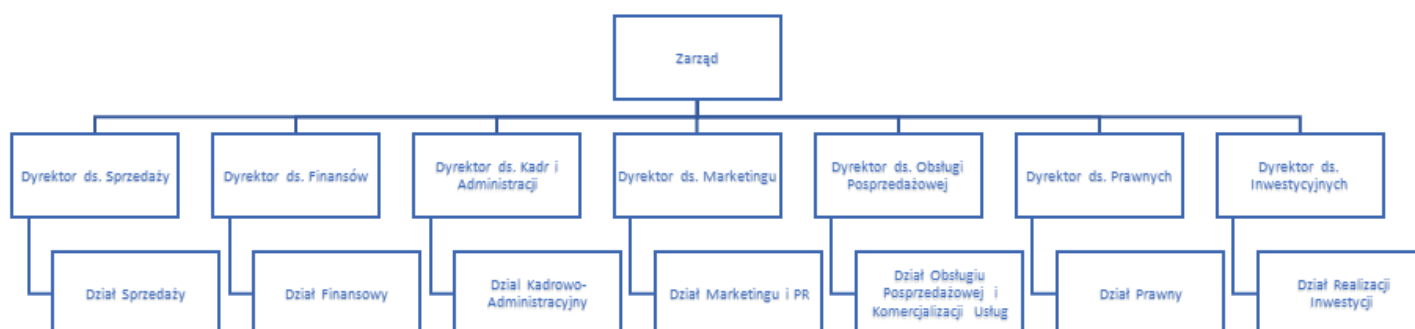 Zarząd
Dyrektor ds. Sprzedaży
Dyrektor ds. Finansów
Dyrektor ds. Kadr i
Administracji
Dyrektor ds. Marketingu
Dyrektor ds. Obsługi
Posprzedażowej
Dyrektor ds. Prawnych
Dyrektor ds.
Inwestycyjnych
Dział Sprzedaży
Dział Finansowy
Dzial Kadrowo-
Administracyjny
Dział Marketingu i PR
Dział Obsługiu
Posprzedażowej i
Komercjalizacji Usług
Dział Prawny
Dział Realizacji
Inwestycji